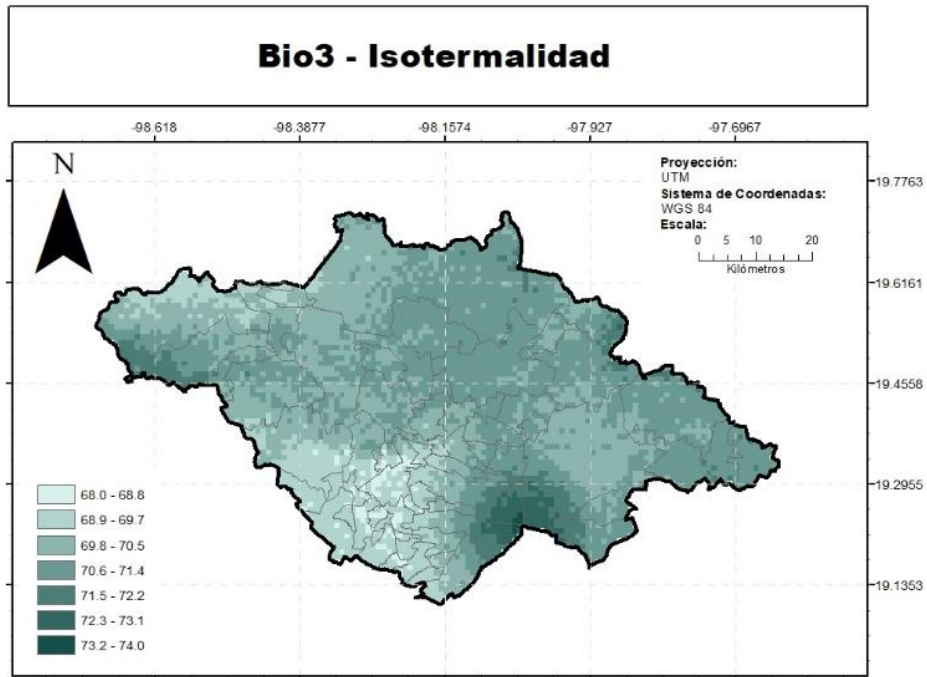 Bio3 - Isotermalidad
-98.618 -98.3877 -98.1574 -97.927 -97.6967
N
Proyección:
UTM
Sistema de Coordenadas:
WGS 84
Escala:
0 5 10 20
Kilómetros
19.7763
19.6161
19.4558
19.2955
19.1353
68.0 - 68.8
68.9 - 69.7
69.8 - 70.5
70.6 - 71.4
71.5 - 72.2
72.3 - 73.1
73.2 - 74.0